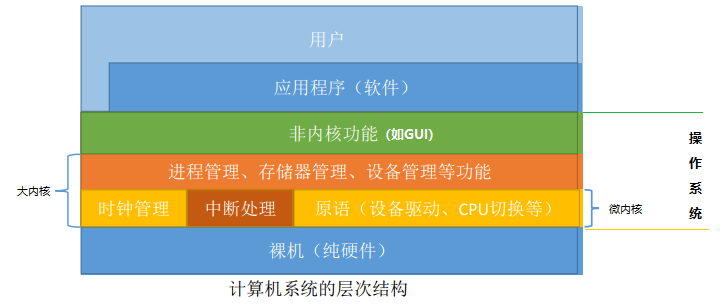 用户
应用程序（软件）
非内核功能（如GUI）
操作系统
进程管理、存储器管理、设备管理等功能
大内核
时钟管理
中断处理
原语（设备驱动、CPU切换等）
微内核
裸机（纯硬件）
计算机系统的层次结构